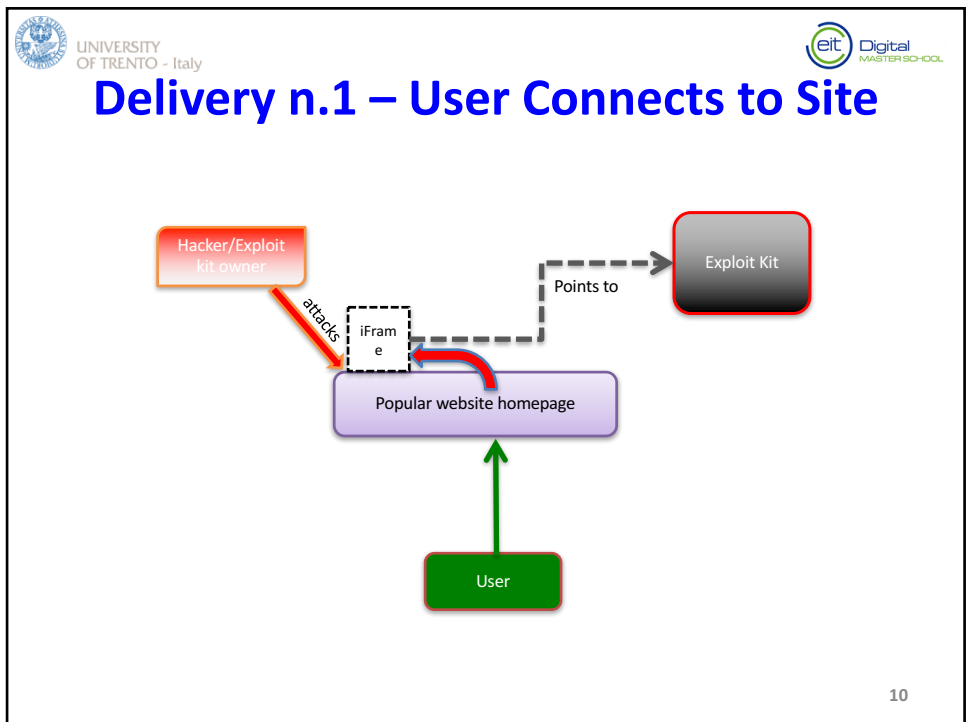 UNIVERSITY
OF TRENTO - Italy
eit Digital
MASTER SCHOOL
Delivery n.1 – User Connects to Site
Hacker/Exploit
kit owner
attacks
iFram
e
Points to
Exploit Kit
Popular website homepage
User
10